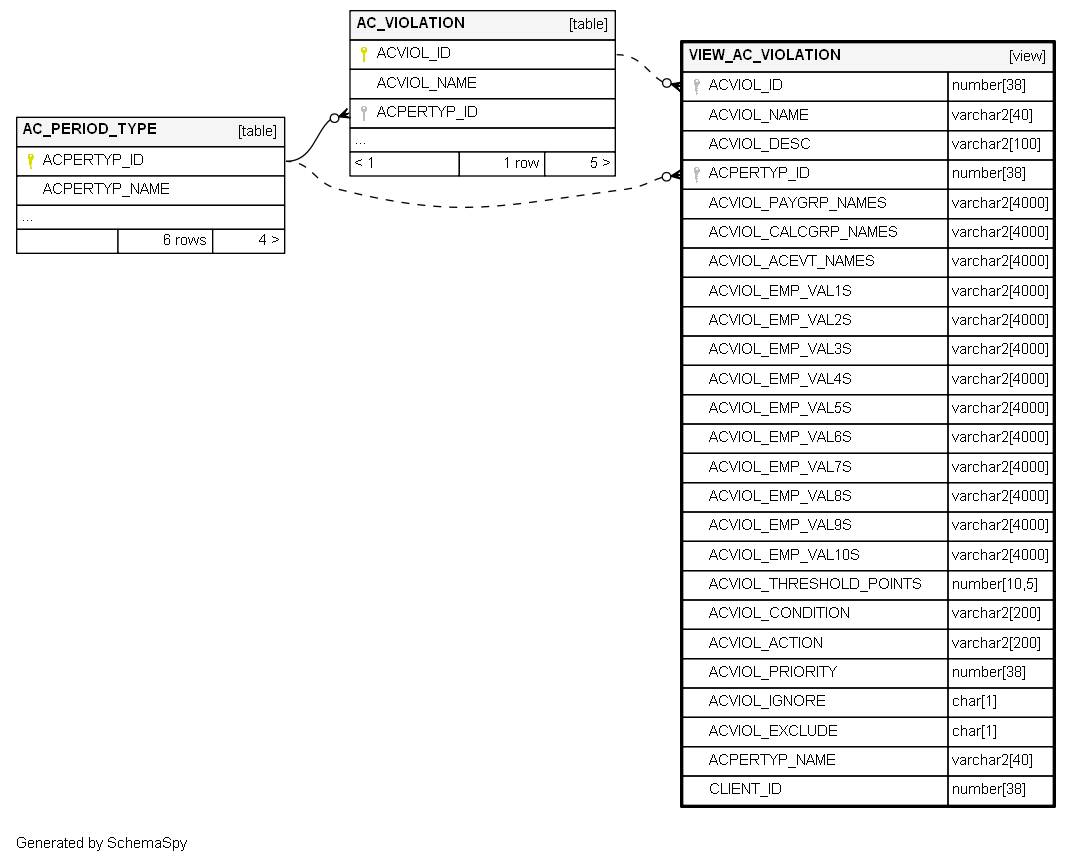 AC_VIOLATION [table]
ACVIOL_ID
ACVIOL_NAME
ACPERTYP_ID
...
< 1 1 row 5 >
AC_PERIOD_TYPE [table]
ACPERTYP_ID
ACPERTYP_NAME
...
6 rows 4 >
VIEW_AC_VIOLATION [view]
ACVIOL_ID number[38]
ACVIOL_NAME varchar2[40]
ACVIOL_DESC varchar2[100]
ACPERTYP_ID number[38]
ACVIOL_PAYGRP_NAMES varchar2[4000]
ACVIOL_CALCGRP_NAMES varchar2[4000]
ACVIOL_ACEVT_NAMES varchar2[4000]
ACVIOL_EMP_VAL1S varchar2[4000]
ACVIOL_EMP_VAL2S varchar2[4000]
ACVIOL_EMP_VAL3S varchar2[4000]
ACVIOL_EMP_VAL4S varchar2[4000]
ACVIOL_EMP_VAL5S varchar2[4000]
ACVIOL_EMP_VAL6S varchar2[4000]
ACVIOL_EMP_VAL7S varchar2[4000]
ACVIOL_EMP_VAL8S varchar2[4000]
ACVIOL_EMP_VAL9S varchar2[4000]
ACVIOL_EMP_VAL10S varchar2[4000]
ACVIOL_THRESHOLD_POINTS number[10,5]
ACVIOL_CONDITION varchar2[200]
ACVIOL_ACTION varchar2[200]
ACVIOL_PRIORITY number[38]
ACVIOL_IGNORE char[1]
ACVIOL_EXCLUDE char[1]
ACPERTYP_NAME varchar2[40]
CLIENT_ID number[38]
Generated by SchemaSpy